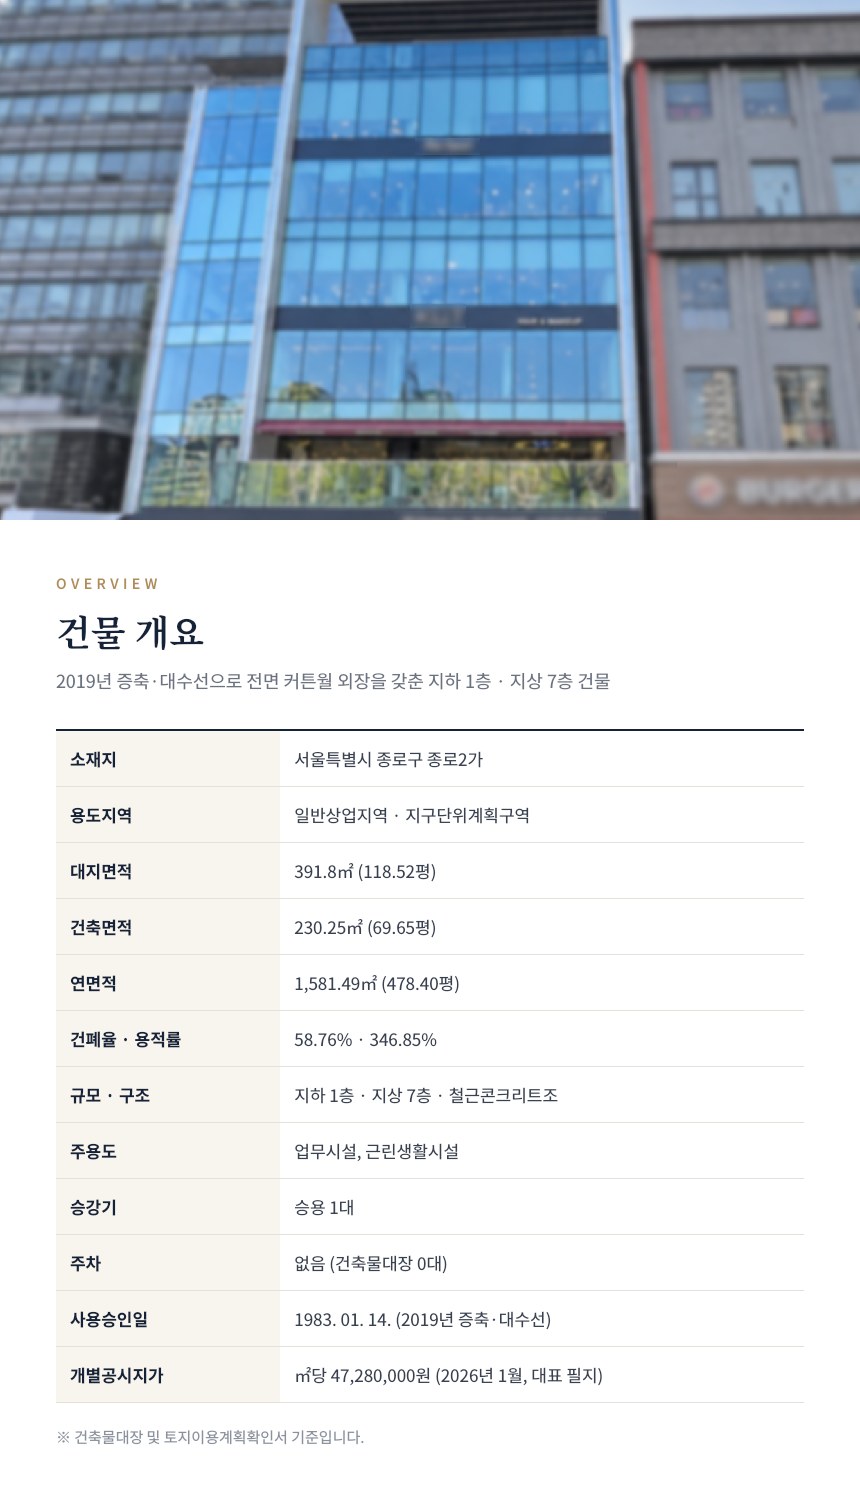 BURGER
OVERVIEW
건물 개요
2019년 증축·대수선으로 전면 커튼월 외장을 갖춘 지하 1층 · 지상 7층 건물
소재지 서울특별시 종로구 종로2가
용도지역 일반상업지역 · 지구단위계획구역
대지면적 391.8㎡ (118.52평)
건축면적 230.25㎡ (69.65평)
연면적 1,581.49㎡ (478.40평)
건폐율 · 용적률 58.76% · 346.85%
규모 · 구조 지하 1층 · 지상 7층 · 철근콘크리트조
주용도 업무시설, 근린생활시설
승강기 승용 1대
주차 없음 (건축물대장 0대)
사용승인일 1983. 01. 14. (2019년 증축·대수선)
개별공시지가 ㎡당 47,280,000원 (2026년 1월, 대표 필지)
※ 건축물대장 및 토지이용계획확인서 기준입니다.